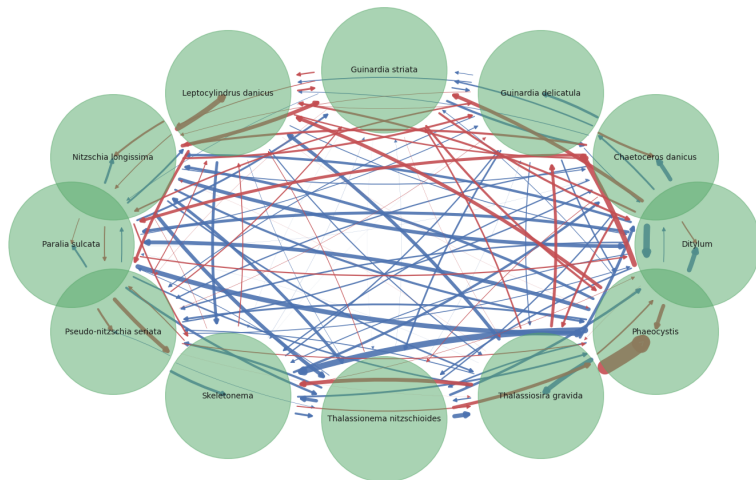 Guinardia striata
Leptocylindrus danicus
Guinardia delicatula
Nitzschia longissima
Chaetoceros danicus
Paralia sulcata
Ditylum
Pseudo-nitzschia seriata
Phaeocystis
Skeletonema
Thalassiosira gravida
Thalassionema nitzschioides